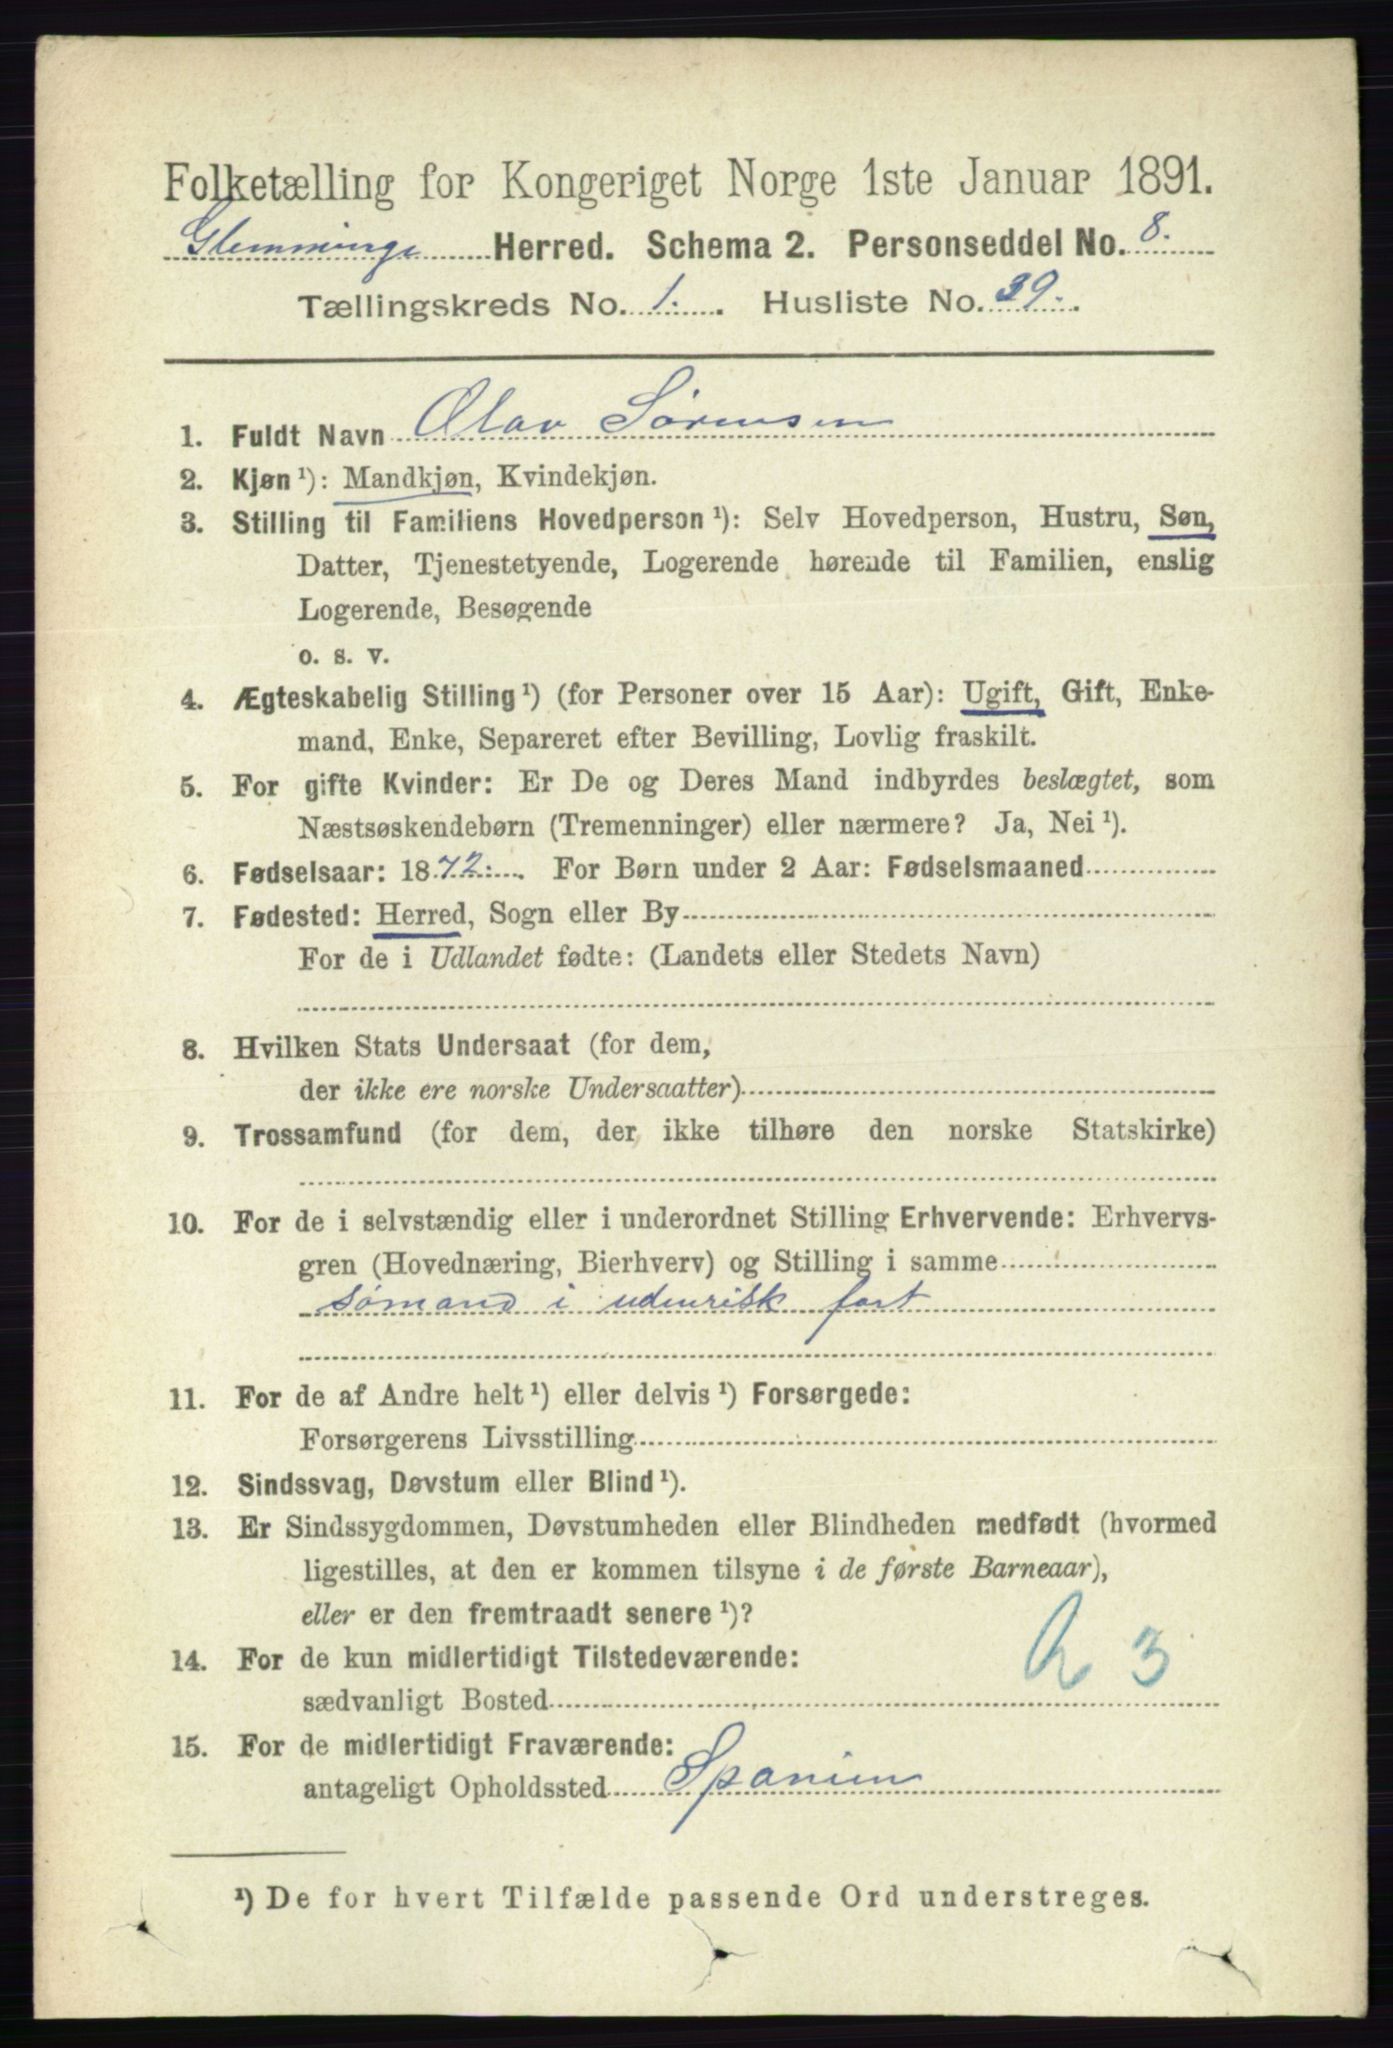 Folketælling for Kongeriget Norge 1ste Januar 1891.
Glemminge Herred. Schema 2. Personseddel No. 8.
Tællingskreds No. 1. Husliste No. 39.
1. Fuldt Navn Olav Sørensen
2. Kjøn ¹): Mandkjøn, Kvindekjøn.
3. Stilling til Familiens Hovedperson ¹): Selv Hovedperson, Hustru, Søn,
Datter, Tjenestetyende, Logerende hørende til Familien, enslig
Logerende, Besøgende
o. s. v.
4. Ægteskabelig Stilling ¹) (for Personer over 15 Aar): Ugift, Gift, Enke-
mand, Enke, Separeret efter Bevilling, Lovlig fraskilt.
5. For gifte Kvinder: Er De og Deres Mand indbyrdes beslægtet, som
Næstsøskendebørn (Tremenninger) eller nærmere? Ja, Nei ¹).
6. Fødselsaar: 1872. For Børn under 2 Aar: Fødselsmaaned
7. Fødested: Herred, Sogn eller By
For de i Udlandet fødte: (Landets eller Stedets Navn)
8. Hvilken Stats Undersaat (for dem,
der ikke ere norske Undersaatter)
9. Trossamfund (for dem, der ikke tilhøre den norske Statskirke)
10. For de i selvstændig eller i underordnet Stilling Erhvervende: Erhvervs-
gren (Hovednæring, Bierhverv) og Stilling i samme
Sømand i udenrisk fart
11. For de af Andre helt ¹) eller delvis ¹) Forsørgede:
Forsørgerens Livsstilling
12. Sindssvag, Døvstum eller Blind ¹).
13. Er Sindssygdommen, Døvstumheden eller Blindheden medfødt (hvormed
ligestilles, at den er kommen tilsyne i de første Barneaar),
eller er den fremtraadt senere ¹)?
14. For de kun midlertidigt Tilstedeværende:
3
sædvanligt Bosted
15. For de midlertidigt Fraværende:
antageligt Opholdssted Spanien
¹) De for hvert Tilfælde passende Ord understreges.